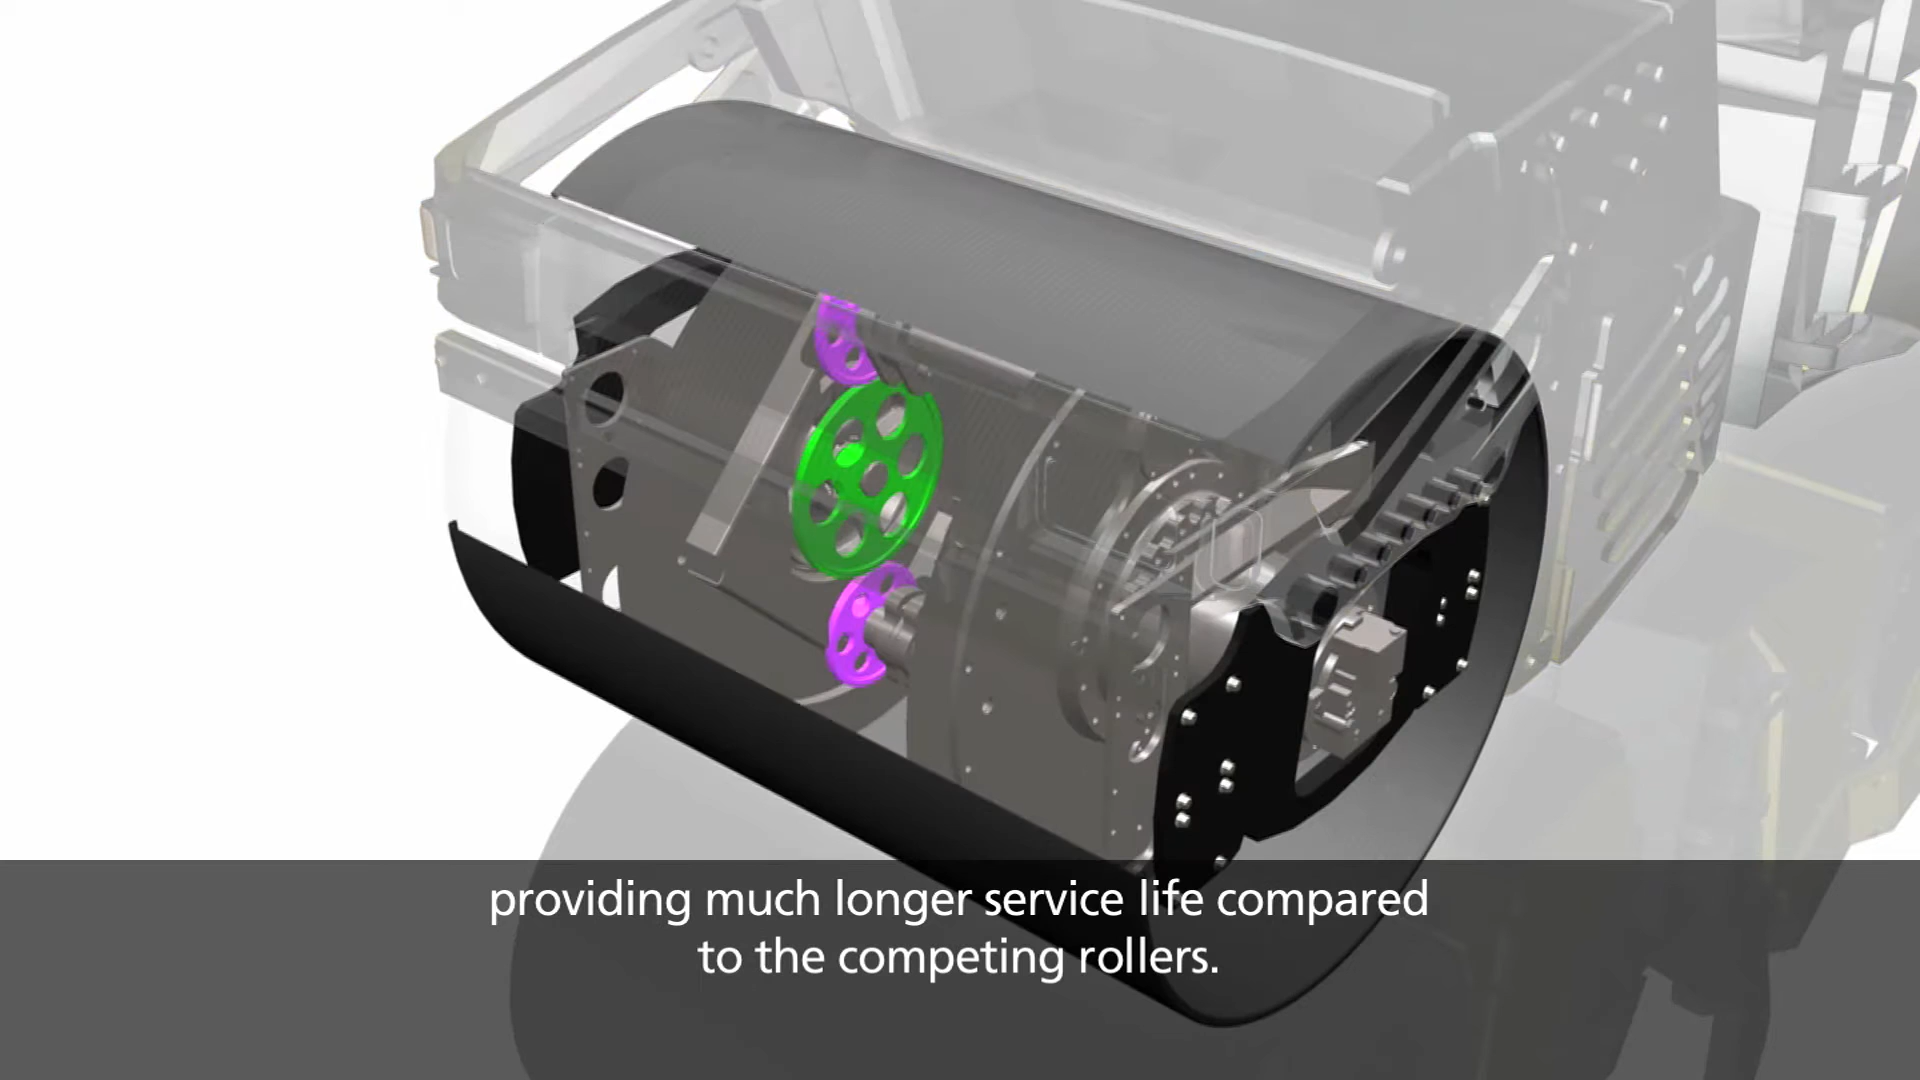 providing much longer service life compared
to the competing rollers.